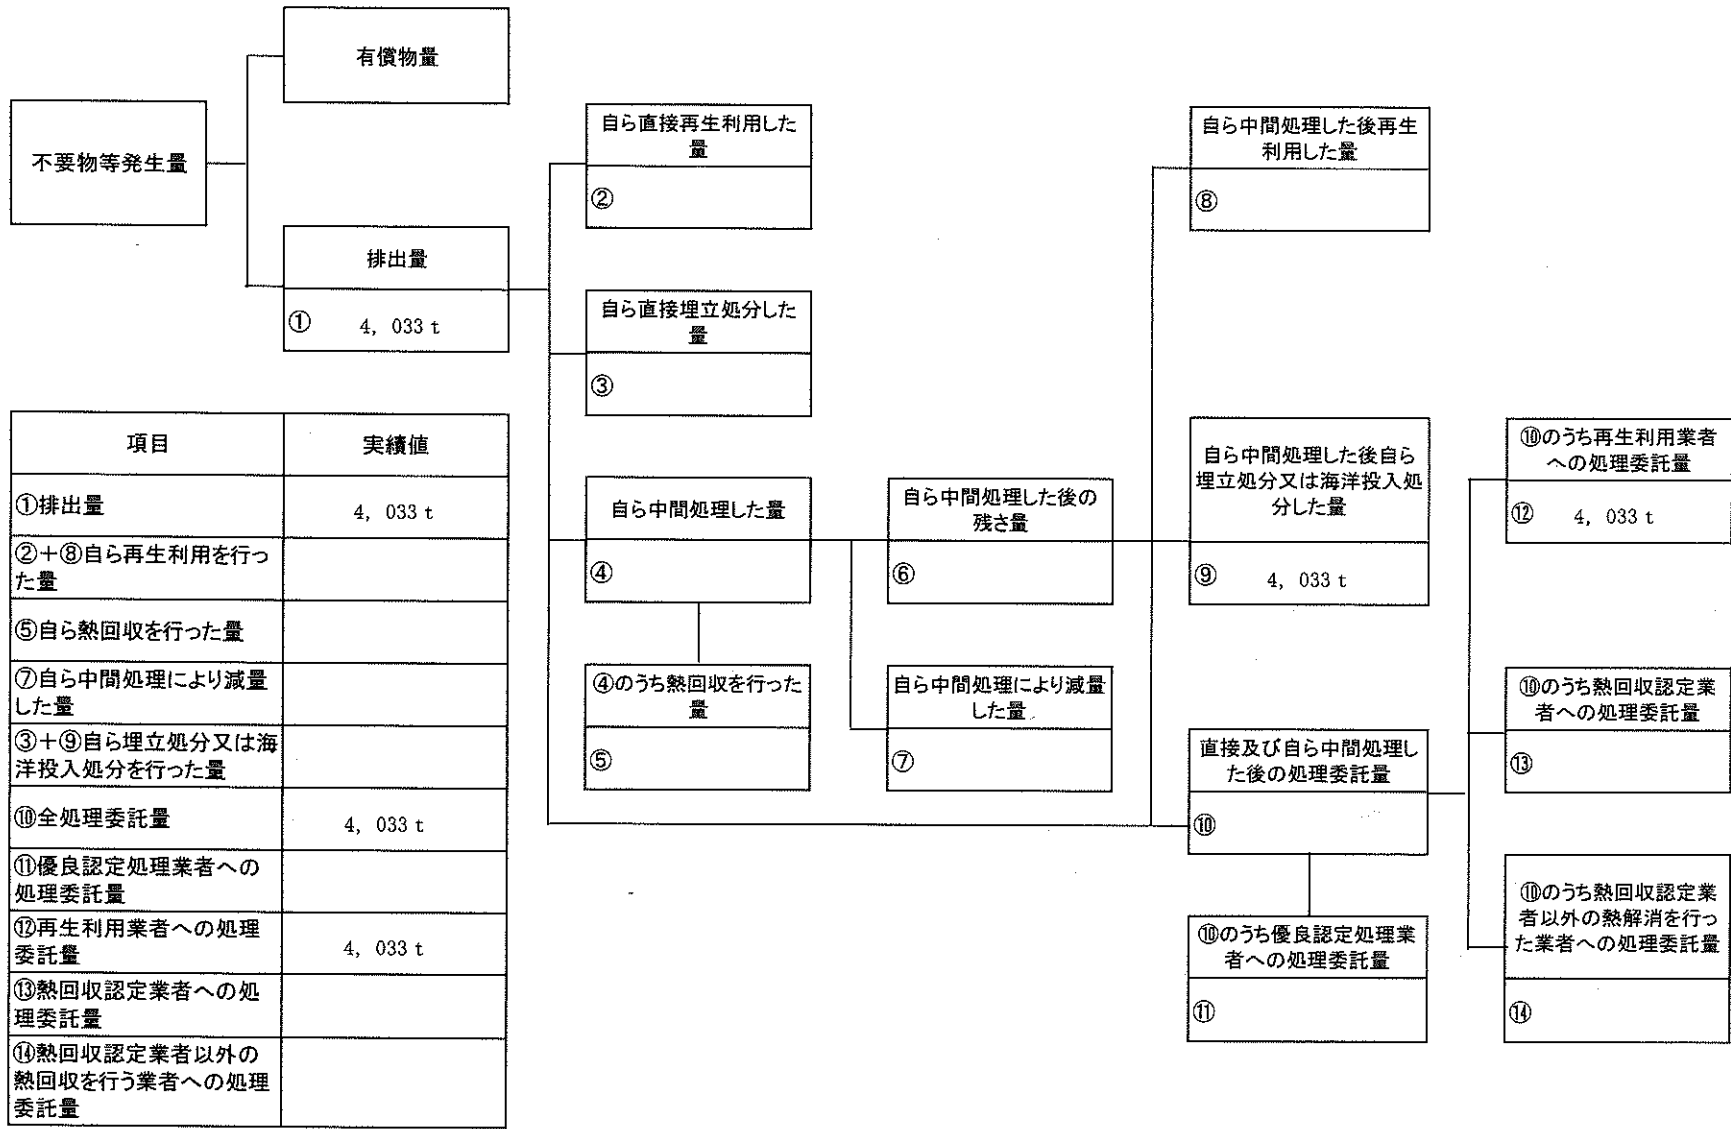 有償物量
不要物等発生量
排出量
① 4, 033 t
自ら直接再生利用した
量
②
自ら直接埋立処分した
量
③
自ら中間処理した量
④
④のうち熱回収を行った
量
⑤
自ら中間処理した後の
残さ量
⑥
自ら中間処理により減量
した量
⑦
自ら中間処理した後再生
利用した量
⑧
自ら中間処理した後自ら
埋立処分又は海洋投入処
分した量
⑨ 4, 033 t
直接及び自ら中間処理し
た後の処理委託量
⑩
⑩のうち優良認定処理業
者への処理委託量
⑪
⑩のうち再生利用業者
への処理委託量
⑫ 4, 033 t
⑩のうち熱回収認定業
者への処理委託量
⑬
⑩のうち熱回収認定業
者以外の熱解消を行っ
た業者への処理委託量
⑭
項目 実績値
①排出量 4, 033 t
②+⑧自ら再生利用を行っ
た量
⑤自ら熱回収を行った量
⑦自ら中間処理により減量
した量
③+⑨自ら埋立処分又は海
洋投入処分を行った量
⑩全処理委託量 4, 033 t
⑪優良認定処理業者への
処理委託量
⑫再生利用業者への処理
委託量 4, 033 t
⑬熱回収認定業者への処
理委託量
⑭熱回収認定業者以外の
熱回収を行う業者への処理
委託量